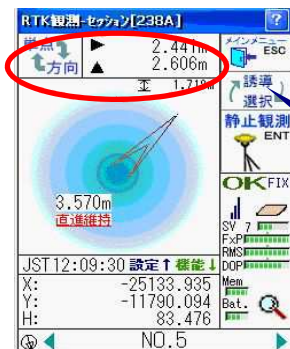 RTK観測-セッション[238A] ?
単点 ▶ 2.441m
方向 ▲ 2.606m
1.718m
メインメニュー
ESC
誘導
選択
静止観測
ENT
OK FIX
3.570m
直進維持
SV 7
FxP
RMS
DOP
JST12:09:30 設定↑ 機能↓
X: -25133.935
Y: -11790.094
H: 83.476
Mem
Bat.
NO.5